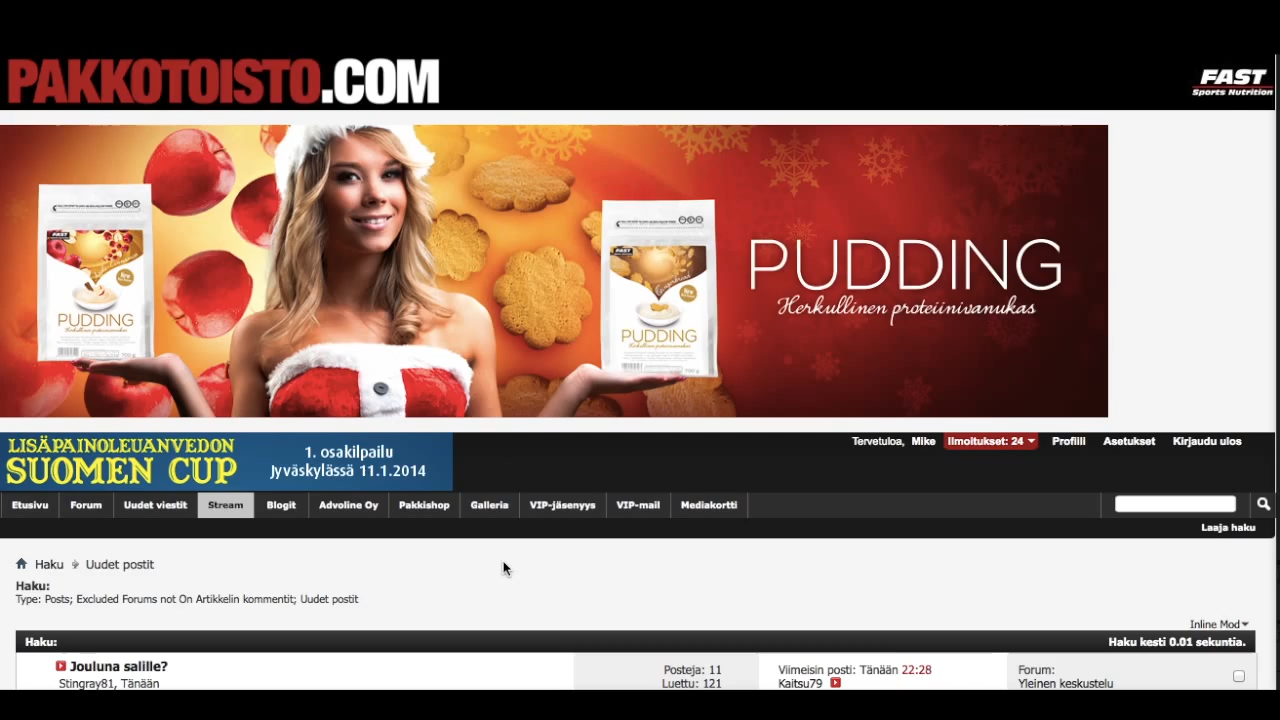 PAKKOTOISTO.COM
FAST
Sports Nutrition
FAST
PUDDING
FAST
PUDDING
PUDDING
Herkullinen proteiinivanukas
LISÄPAINOLEUANVEDON
SUOMEN CUP
1. osakilpailu
Jyväskylässä 11.1.2014
Tervetuloa, Mike Ilmoitukset: 24 Profiili Asetukset Kirjaudu ulos
Etusivu Forum Uudet viestit Stream Blogit Advoline Oy Pakkishop Galleria VIP-jäsenyys VIP-mail Mediakortti
Laaja haku
Haku Uudet postit
Haku:
Type: Posts; Excluded Forums not On Artikkelin kommentit; Uudet postit
Inline Mod
Haku: Haku kesti 0.01 sekuntia.
Jouluna salille? Posteja: 11 Viimeisin posti: Tänään 22:28 Forum:
Stingray81, Tänään Luettu: 121 Kaitsu79 Yleinen keskustelu